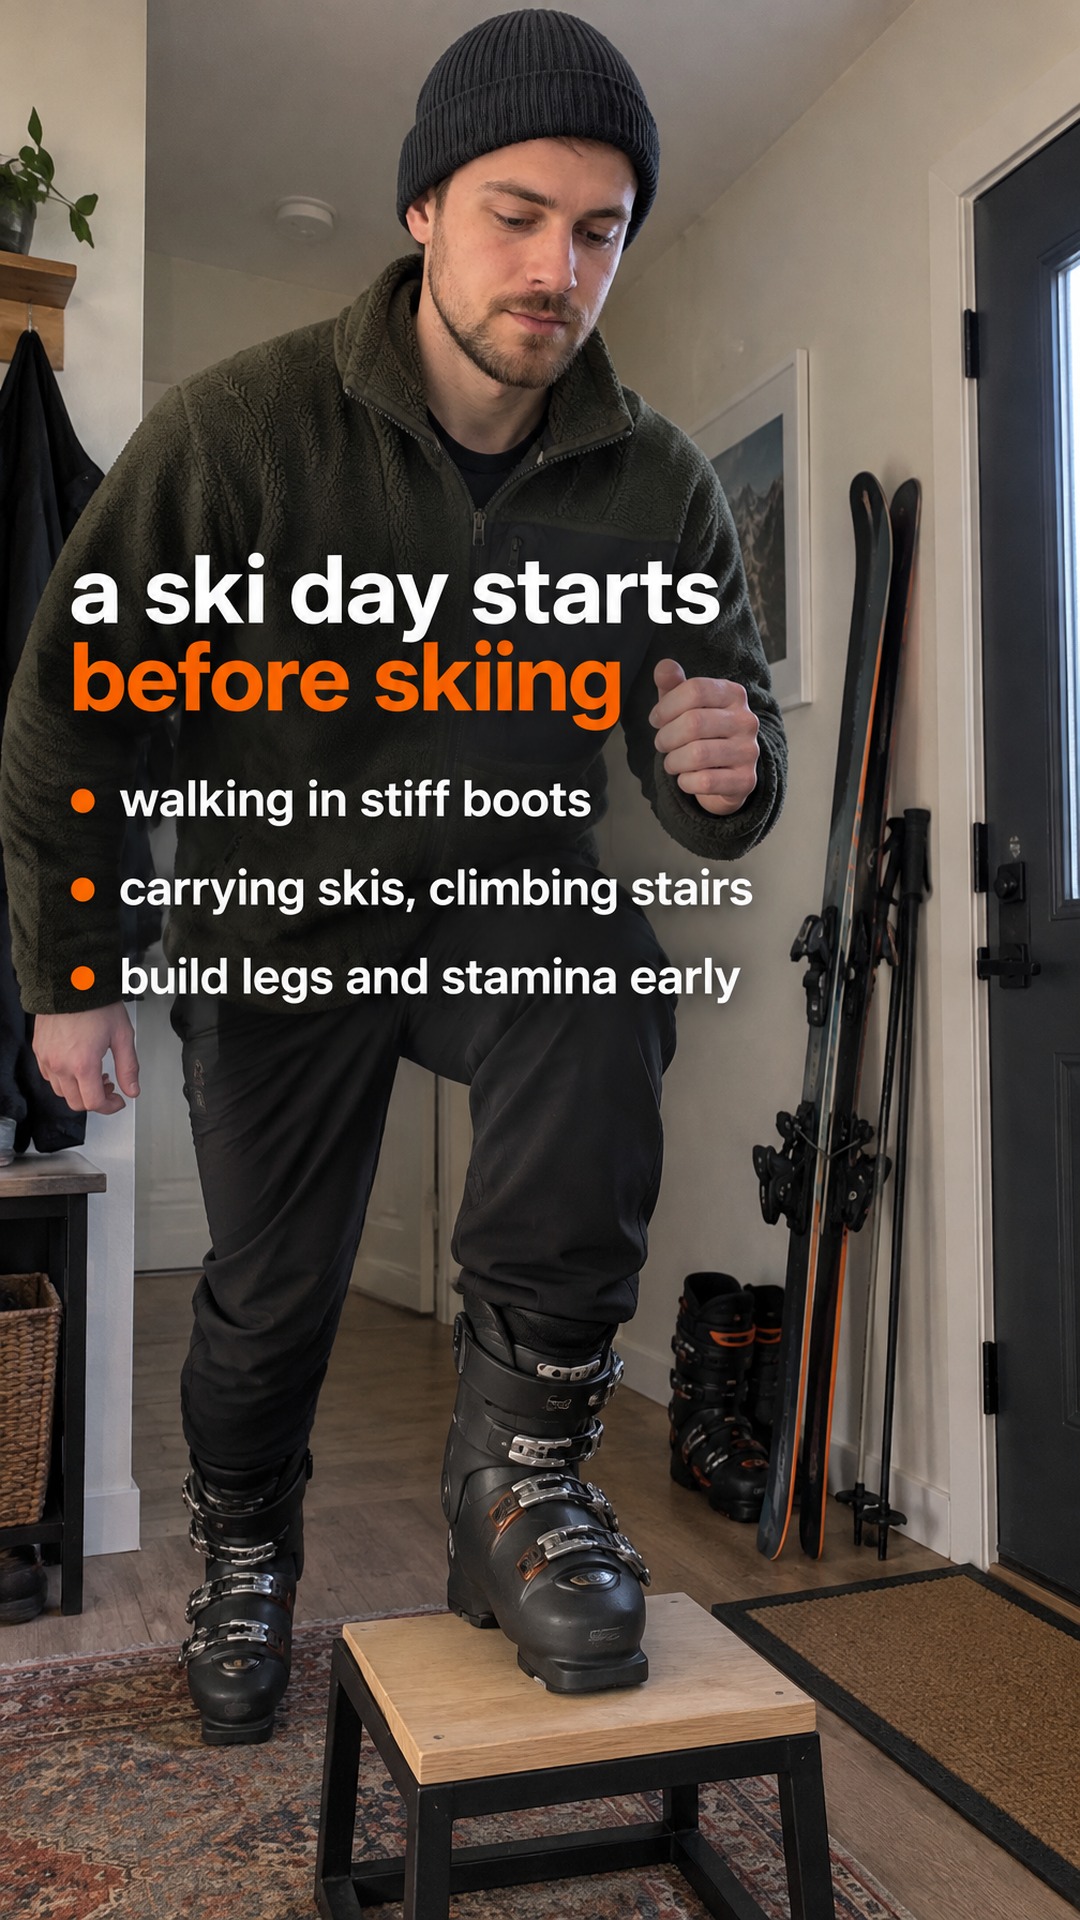 a ski day starts
before skiing
walking in stiff boots
carrying skis, climbing stairs
build legs and stamina early